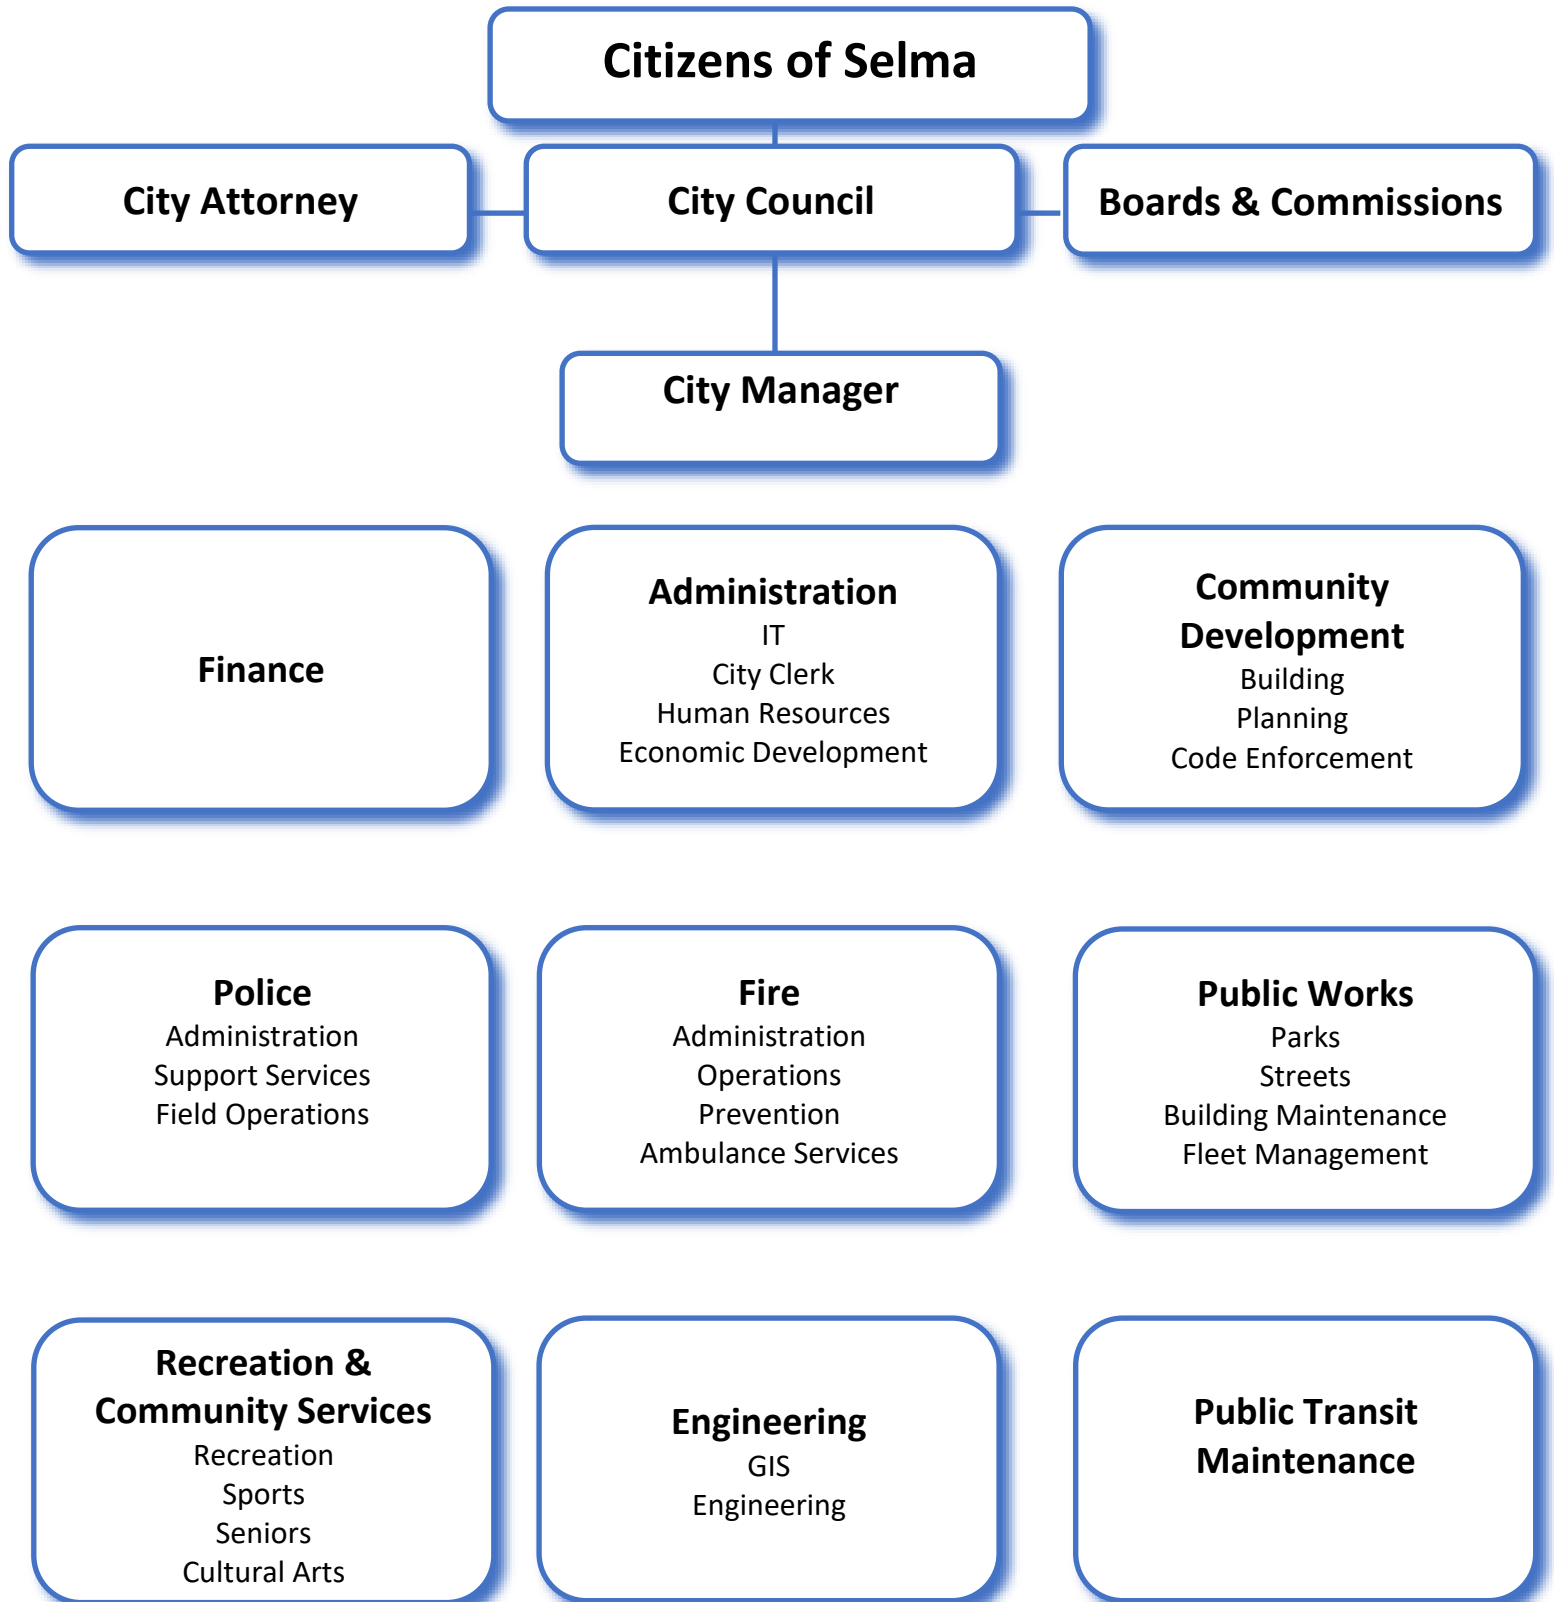 Citizens of Selma
City Attorney
City Council
Boards & Commissions
City Manager
Finance
Administration
IT
City Clerk
Human Resources
Economic Development
Community
Development
Building
Planning
Code Enforcement
Police
Administration
Support Services
Field Operations
Fire
Administration
Operations
Prevention
Ambulance Services
Public Works
Parks
Streets
Building Maintenance
Fleet Management
Recreation &
Community Services
Recreation
Sports
Seniors
Cultural Arts
Engineering
GIS
Engineering
Public Transit
Maintenance